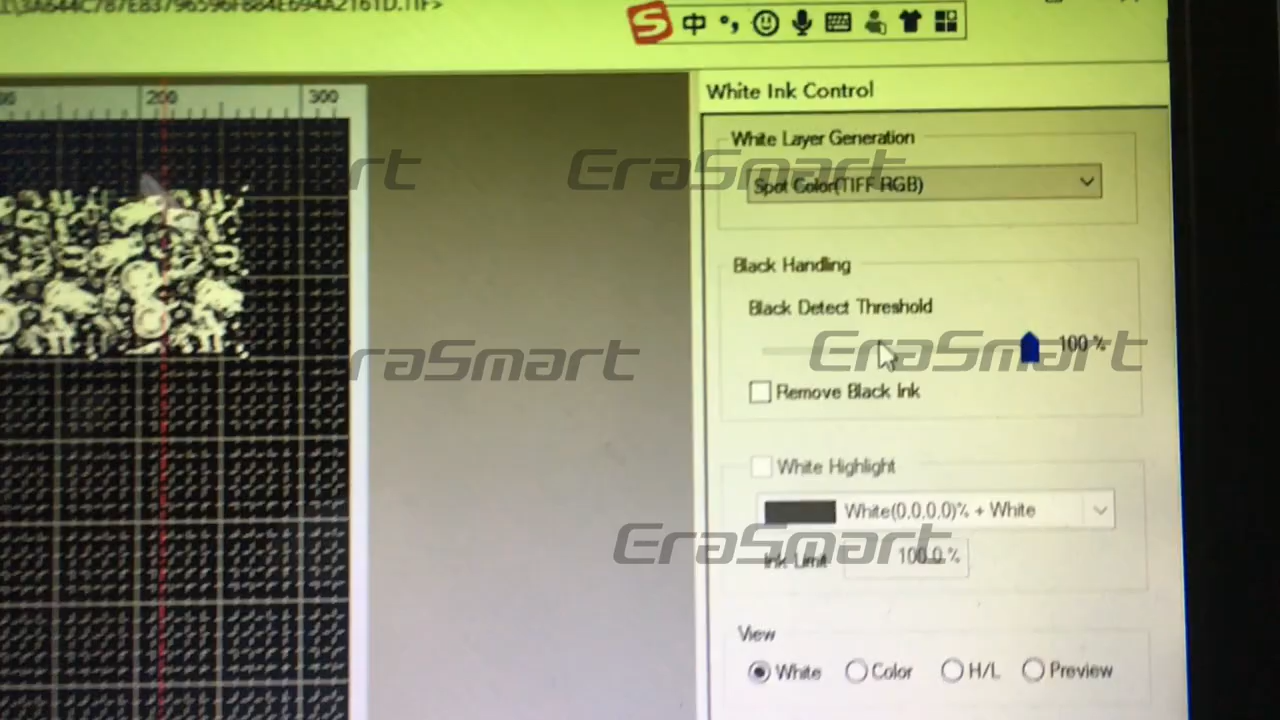 中
200 300
White Ink Control
White Layer Generation
Spot Color(TIFF RGB)
Black Handling
Black Detect Threshold
100 %
Remove Black Ink
White Highlight
White(0,0,0,0)% + White
Ink Limit 100.0 %
View
White Color H/L Preview
EraSmart
EraSmart
EraSmart
EraSmart